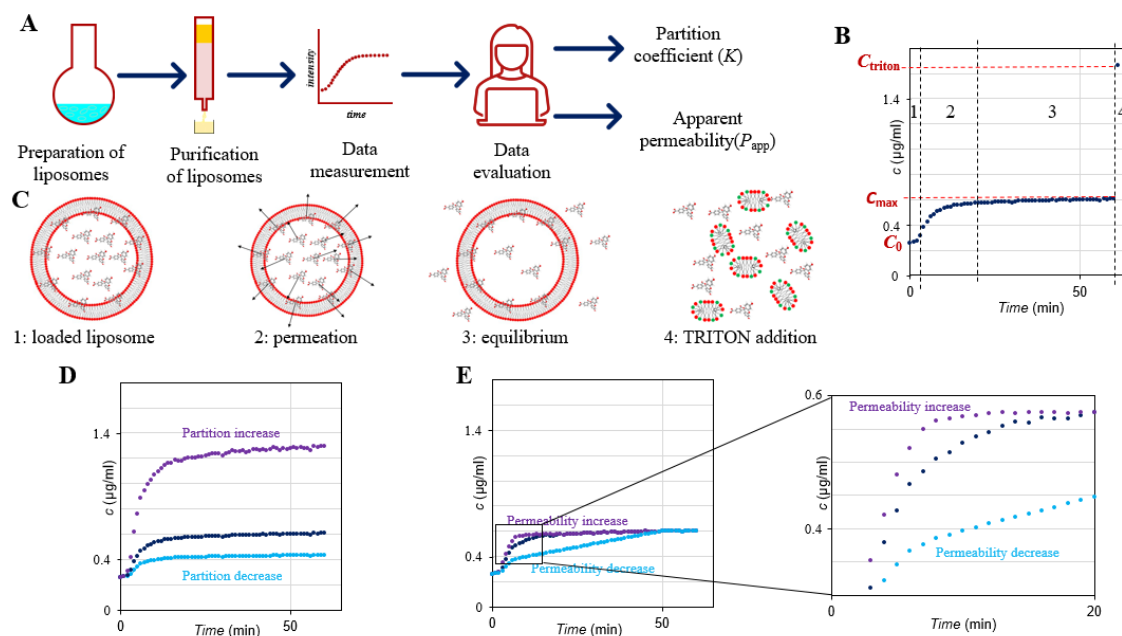 A
intensity
time
Preparation of
liposomes
Purification
of liposomes
Data
measurement
Data
evaluation
Partition
coefficient (K)
Apparent
permeability(Papp)
B
Ctriton
cmax
C0
c (µg/ml)
1.4
0.4
0
1
2
3
4
0
50
Time (min)
C
1: loaded liposome
2: permeation
3: equilibrium
4: TRITON addition
D
c (µg/ml)
1.4
0.4
0
Partition increase
Partition decrease
0
50
Time (min)
E
c (µg/ml)
1.4
0.4
0
Permeability increase
Permeability decrease
0
50
Time (min)
c (µg/ml)
0.6
0.4
Permeability increase
Permeability decrease
0
10
20
Time (min)